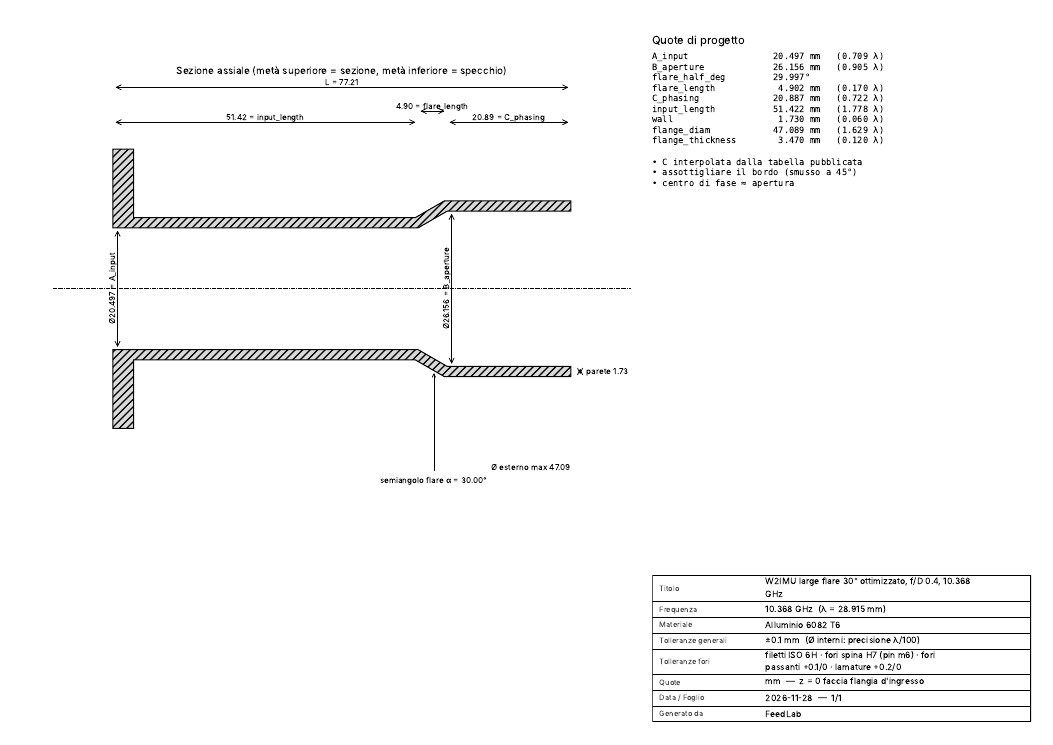 Sezione assiale (metà superiore = sezione, metà inferiore = specchio)
L = 77.21
4.90 = flare_length
51.42 = input_length
20.89 = C_phasing
Ø20.497 = A_input
Ø26.156 = B_aperture
parete 1.73
Ø esterno max 47.09
semiangolo flare α = 30.00°
Quote di progetto
A_input 20.497 mm (0.709 λ)
B_aperture 26.156 mm (0.905 λ)
flare_half_deg 29.997°
flare_length 4.902 mm (0.170 λ)
C_phasing 20.887 mm (0.722 λ)
input_length 51.422 mm (1.778 λ)
wall 1.730 mm (0.060 λ)
flange_diam 47.089 mm (1.629 λ)
flange_thickness 3.470 mm (0.120 λ)
• C interpolata dalla tabella pubblicata
• assottigliare il bordo (smusso a 45°)
• centro di fase ≈ apertura
Titolo W2IMU large flare 30° ottimizzato, f/D 0.4, 10.368
GHz
Frequenza 10.368 GHz (λ = 28.915 mm)
Materiale Alluminio 6082 T6
Tolleranze generali ±0.1 mm (Ø interni: precisione λ/100)
Tolleranze fori filetti ISO 6H · fori spina H7 (pin m6) · fori
passanti +0.1/0 · lamature +0.2/0
Quote mm — z = 0 faccia flangia d'ingresso
Data / Foglio 2026-11-28 — 1/1
Generato da FeedLab